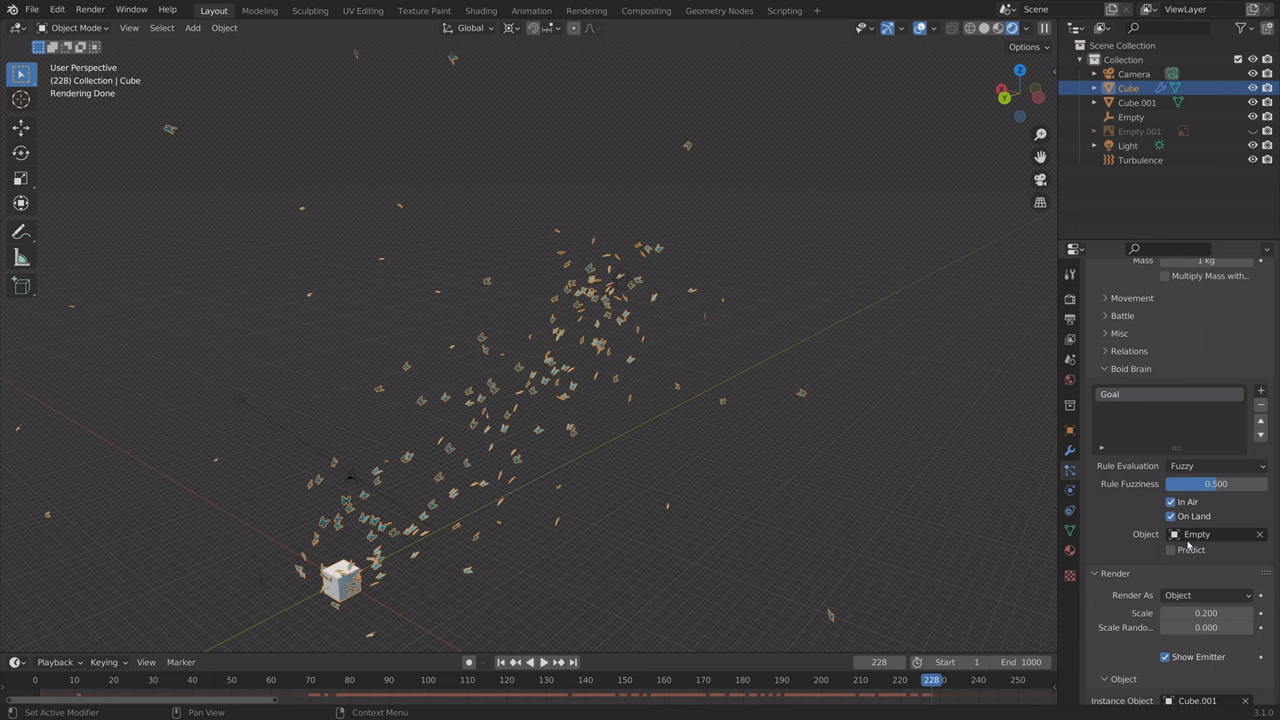 File Edit Render Window Help Layout Modeling Sculpting UV Editing Texture Paint Shading Animation Rendering Compositing Geometry Nodes Scripting + Scene ViewLayer
Object Mode View Select Add Object Global
Options
User Perspective
(228) Collection | Cube
Rendering Done
Z
X
Y
Scene Collection
Collection
Camera
Cube
Cube.001
Empty
Empty.001
Light
Turbulence
Mass 1 kg
Multiply Mass with...
Movement
Battle
Misc
Relations
Boid Brain
Goal
Rule Evaluation Fuzzy
Rule Fuzziness 0.500
In Air
On Land
Object Empty
Predict
Render
Render As Object
Scale 0.200
Scale Rando... 0.000
Show Emitter
Object
Instance Object Cube.001
Playback Keying View Marker 228 Start 1 End 1000
0 10 20 30 40 50 60 70 80 90 100 110 120 130 140 150 160 170 180 190 200 210 220 228 230 240 250
Set Active Modifier Pan View Context Menu 3.1.0